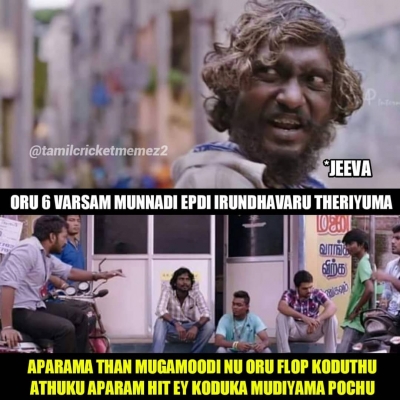 @tamilcricketmemez2
*JEEVA
ORU 6 VARSAM MUNNADI EPDI IRUNDHAVARU THERIYUMA
வாங்க
விற்க
APARAMA THAN MUGAMOODI NU ORU FLOP KODUTHU
ATHUKU APARAM HIT EY KODUKA MUDIYAMA POCHU